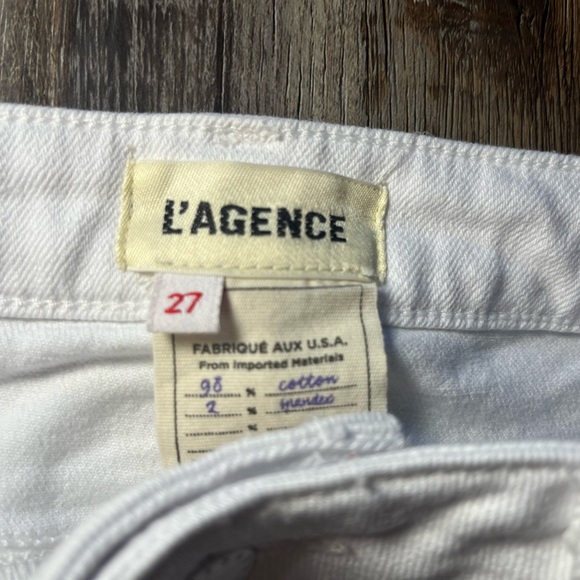 L'AGENCE
27
FABRIQUÉ AUX U.S.A.
From Imported Materials
98 % cotton
2 % spandex
%